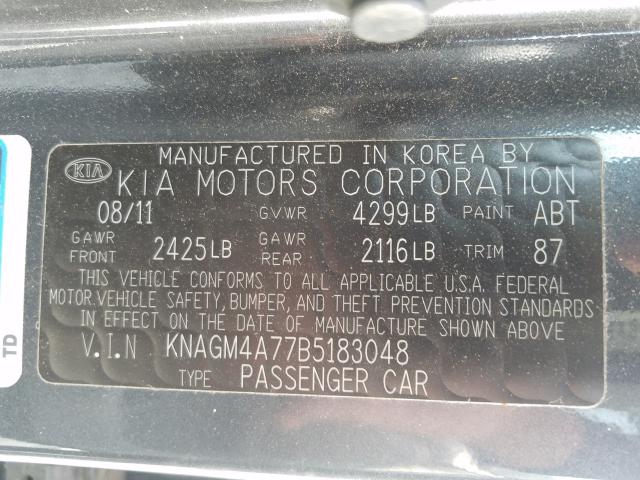 MANUFACTURED IN KOREA BY
KIA KIA MOTORS CORPORATION
08/11 GVWR 4299LB PAINT ABT
GAWR FRONT 2425LB GAWR REAR 2116LB TRIM 87
THIS VEHICLE CONFORMS TO ALL APPLICABLE U.S.A. FEDERAL
MOTOR VEHICLE SAFETY, BUMPER, AND THEFT PREVENTION STANDARDS
IN EFFECT ON THE DATE OF MANUFACTURE SHOWN ABOVE
V.I.N KNAGM4A77B5183048
TYPE PASSENGER CAR
TD